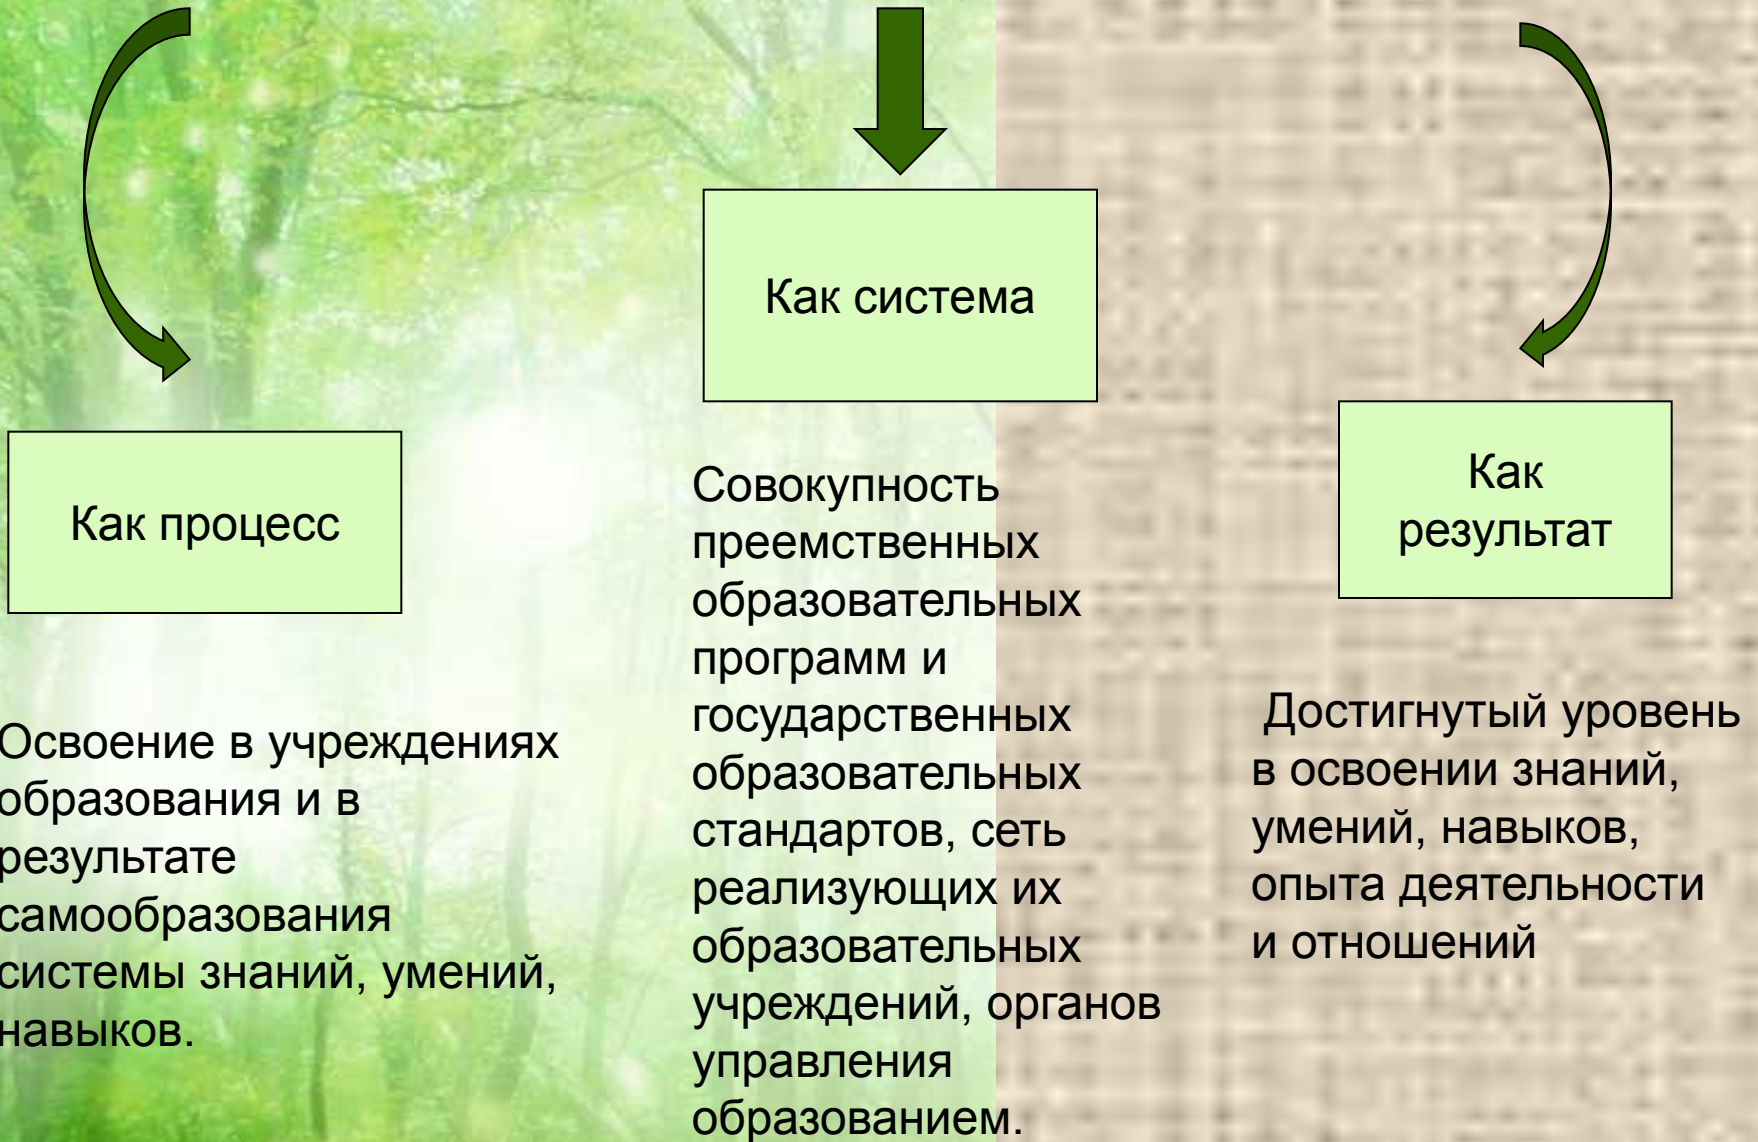 Как процесс
Освоение в учреждениях
образования и в
результате
самообразования
системы знаний, умений,
навыков.
Как система
Совокупность
преемственных
образовательных
программ и
государственных
образовательных
стандартов, сеть
реализующих их
образовательных
учреждений, органов
управления
образованием.
Как
результат
Достигнутый уровень
в освоении знаний,
умений, навыков,
опыта деятельности
и отношений